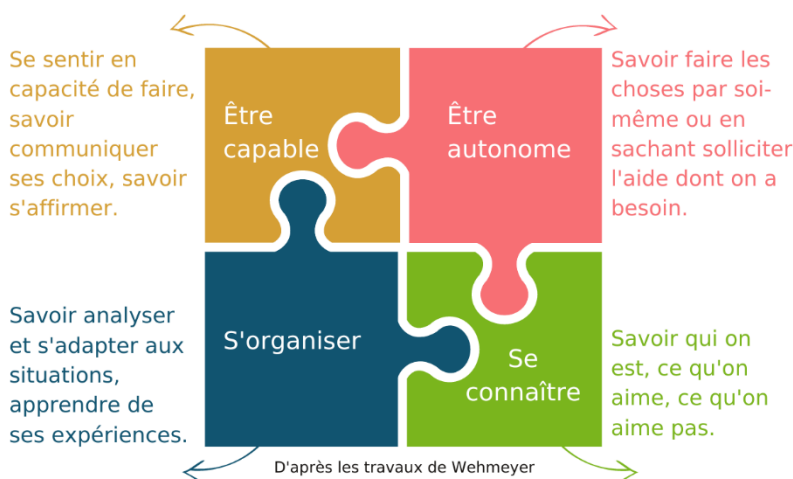 Se sentir en
capacité de faire,
savoir
communiquer
ses choix, savoir
s'affirmer.
Être
capable
Être
autonome
Savoir faire les
choses par soi-
même ou en
sachant solliciter
l'aide dont on a
besoin.
Savoir analyser
et s'adapter aux
situations,
apprendre de
ses expériences.
S'organiser
Se
connaître
Savoir qui on
est, ce qu'on
aime, ce qu'on
aime pas.
D'après les travaux de Wehmeyer